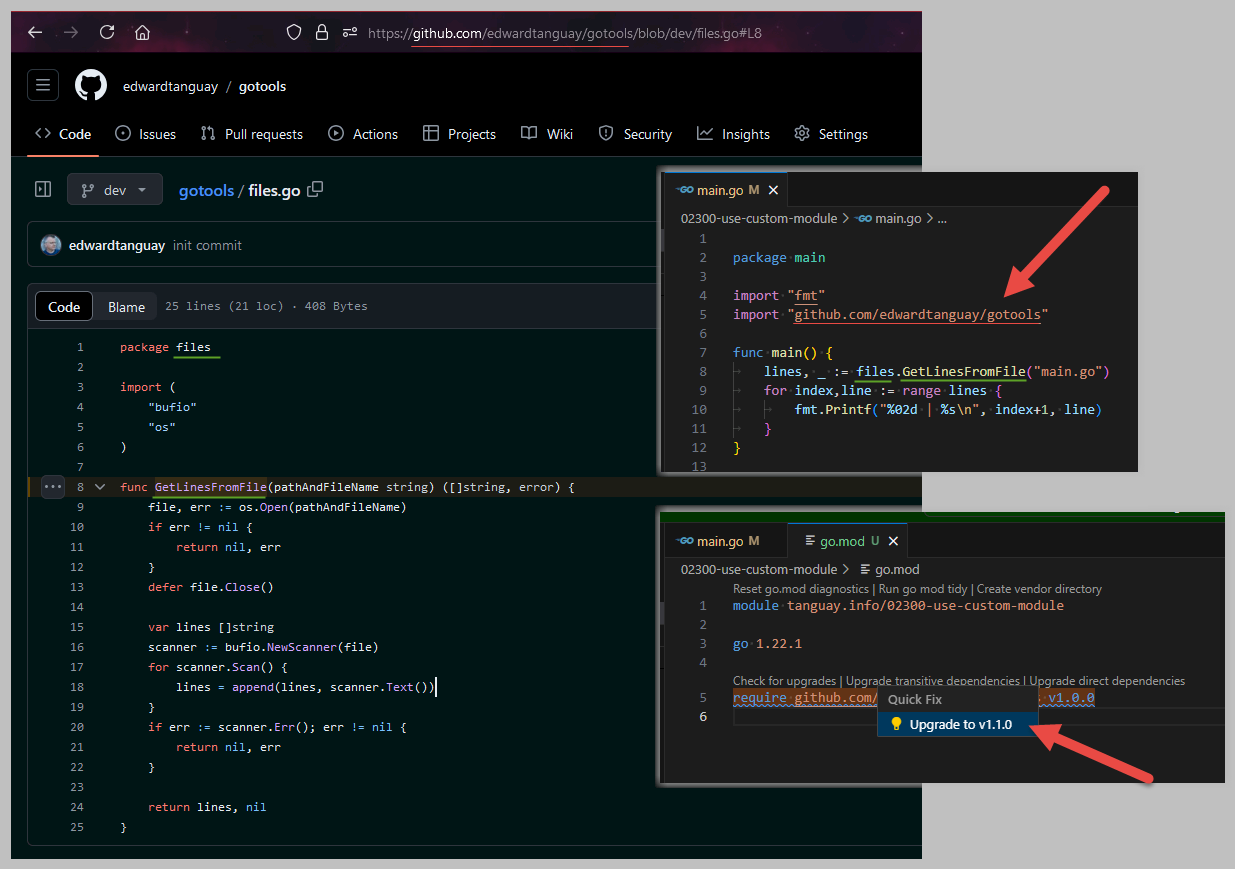 https://github.com/edwardtanguay/gotools/blob/dev/files.go#L8
edwardtanguay / gotools
Code Issues Pull requests Actions Projects Wiki Security Insights Settings
dev gotools / files.go
edwardtanguay init commit
Code Blame 25 lines (21 loc) · 408 Bytes
1 package files
2
3 import (
4 "bufio"
5 "os"
6 )
7
8 func GetLinesFromFile(pathAndFileName string) ([]string, error) {
9 file, err := os.Open(pathAndFileName)
10 if err != nil {
11 return nil, err
12 }
13 defer file.Close()
14
15 var lines []string
16 scanner := bufio.NewScanner(file)
17 for scanner.Scan() {
18 lines = append(lines, scanner.Text())
19 }
20 if err := scanner.Err(); err != nil {
21 return nil, err
22 }
23
24 return lines, nil
25 }
GO main.go M
02300-use-custom-module > GO main.go > ...
1
2 package main
3
4 import "fmt"
5 import "github.com/edwardtanguay/gotools"
6
7 func main() {
8 lines, _ := files.GetLinesFromFile("main.go")
9 for index,line := range lines {
10 fmt.Printf("%02d | %s\n", index+1, line)
11 }
12 }
13
GO main.go M go.mod U
02300-use-custom-module > go.mod
Reset go.mod diagnostics | Run go mod tidy | Create vendor directory
1 module tanguay.info/02300-use-custom-module
2
3 go 1.22.1
4
Check for upgrades | Upgrade transitive dependencies | Upgrade direct dependencies
5 require github.com/ v1.0.0
6
Quick Fix
Upgrade to v1.1.0